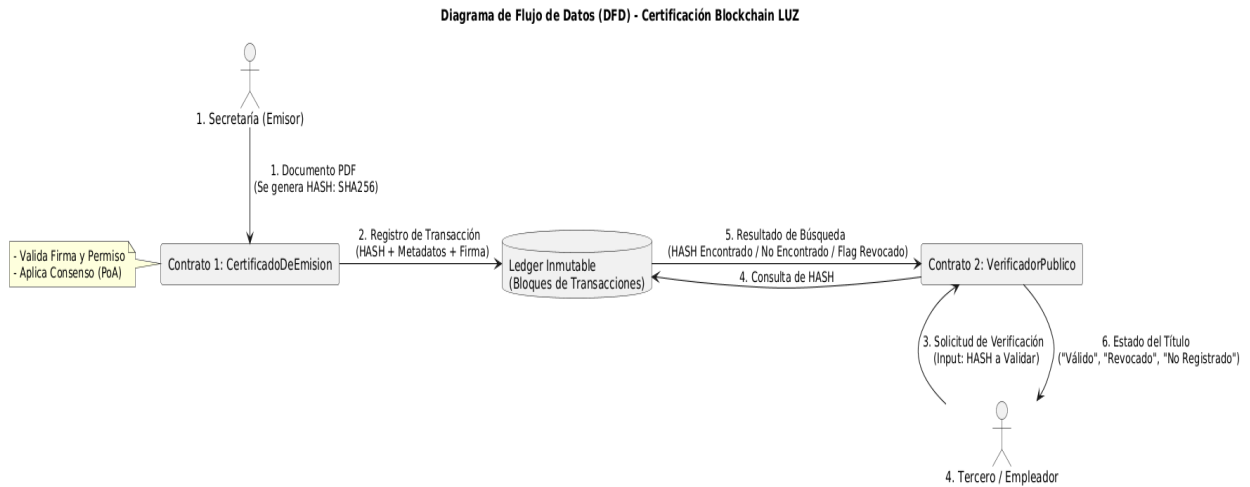 Diagrama de Flujo de Datos (DFD) - Certificación Blockchain LUZ
1. Secretaría (Emisor)
1. Documento PDF
(Se genera HASH: SHA256)
- Valida Firma y Permiso
- Aplica Consenso (PoA)
Contrato 1: CertificadoDeEmision
2. Registro de Transacción
(HASH + Metadatos + Firma)
Ledger Inmutable
(Bloques de Transacciones)
5. Resultado de Búsqueda
(HASH Encontrado / No Encontrado / Flag Revocado)
4. Consulta de HASH
Contrato 2: VerificadorPublico
3. Solicitud de Verificación
(Input: HASH a Validar)
6. Estado del Título
("Válido", "Revocado", "No Registrado")
4. Tercero / Empleador